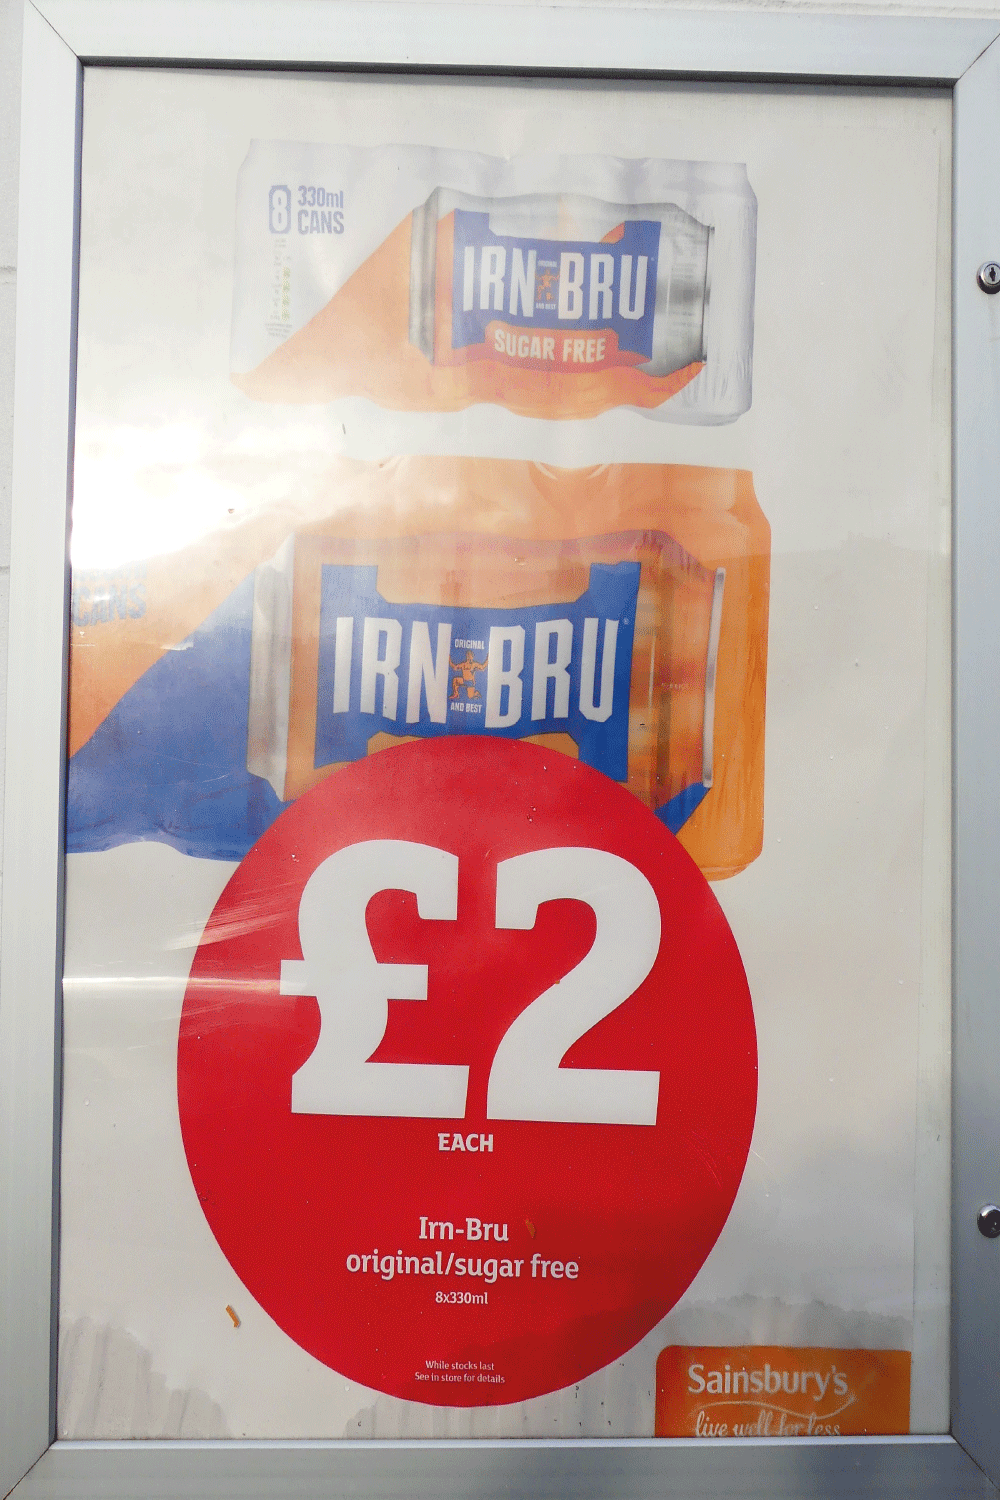 8 330ml
CANS
IRN-BRU
SUGAR FREE
CANS
ORIGINAL
IRN BRU
AND BEST
£2
EACH
Irn-Bru
original/sugar free
8x330ml
While stocks last
See in store for details
Sainsbury's
live well for less